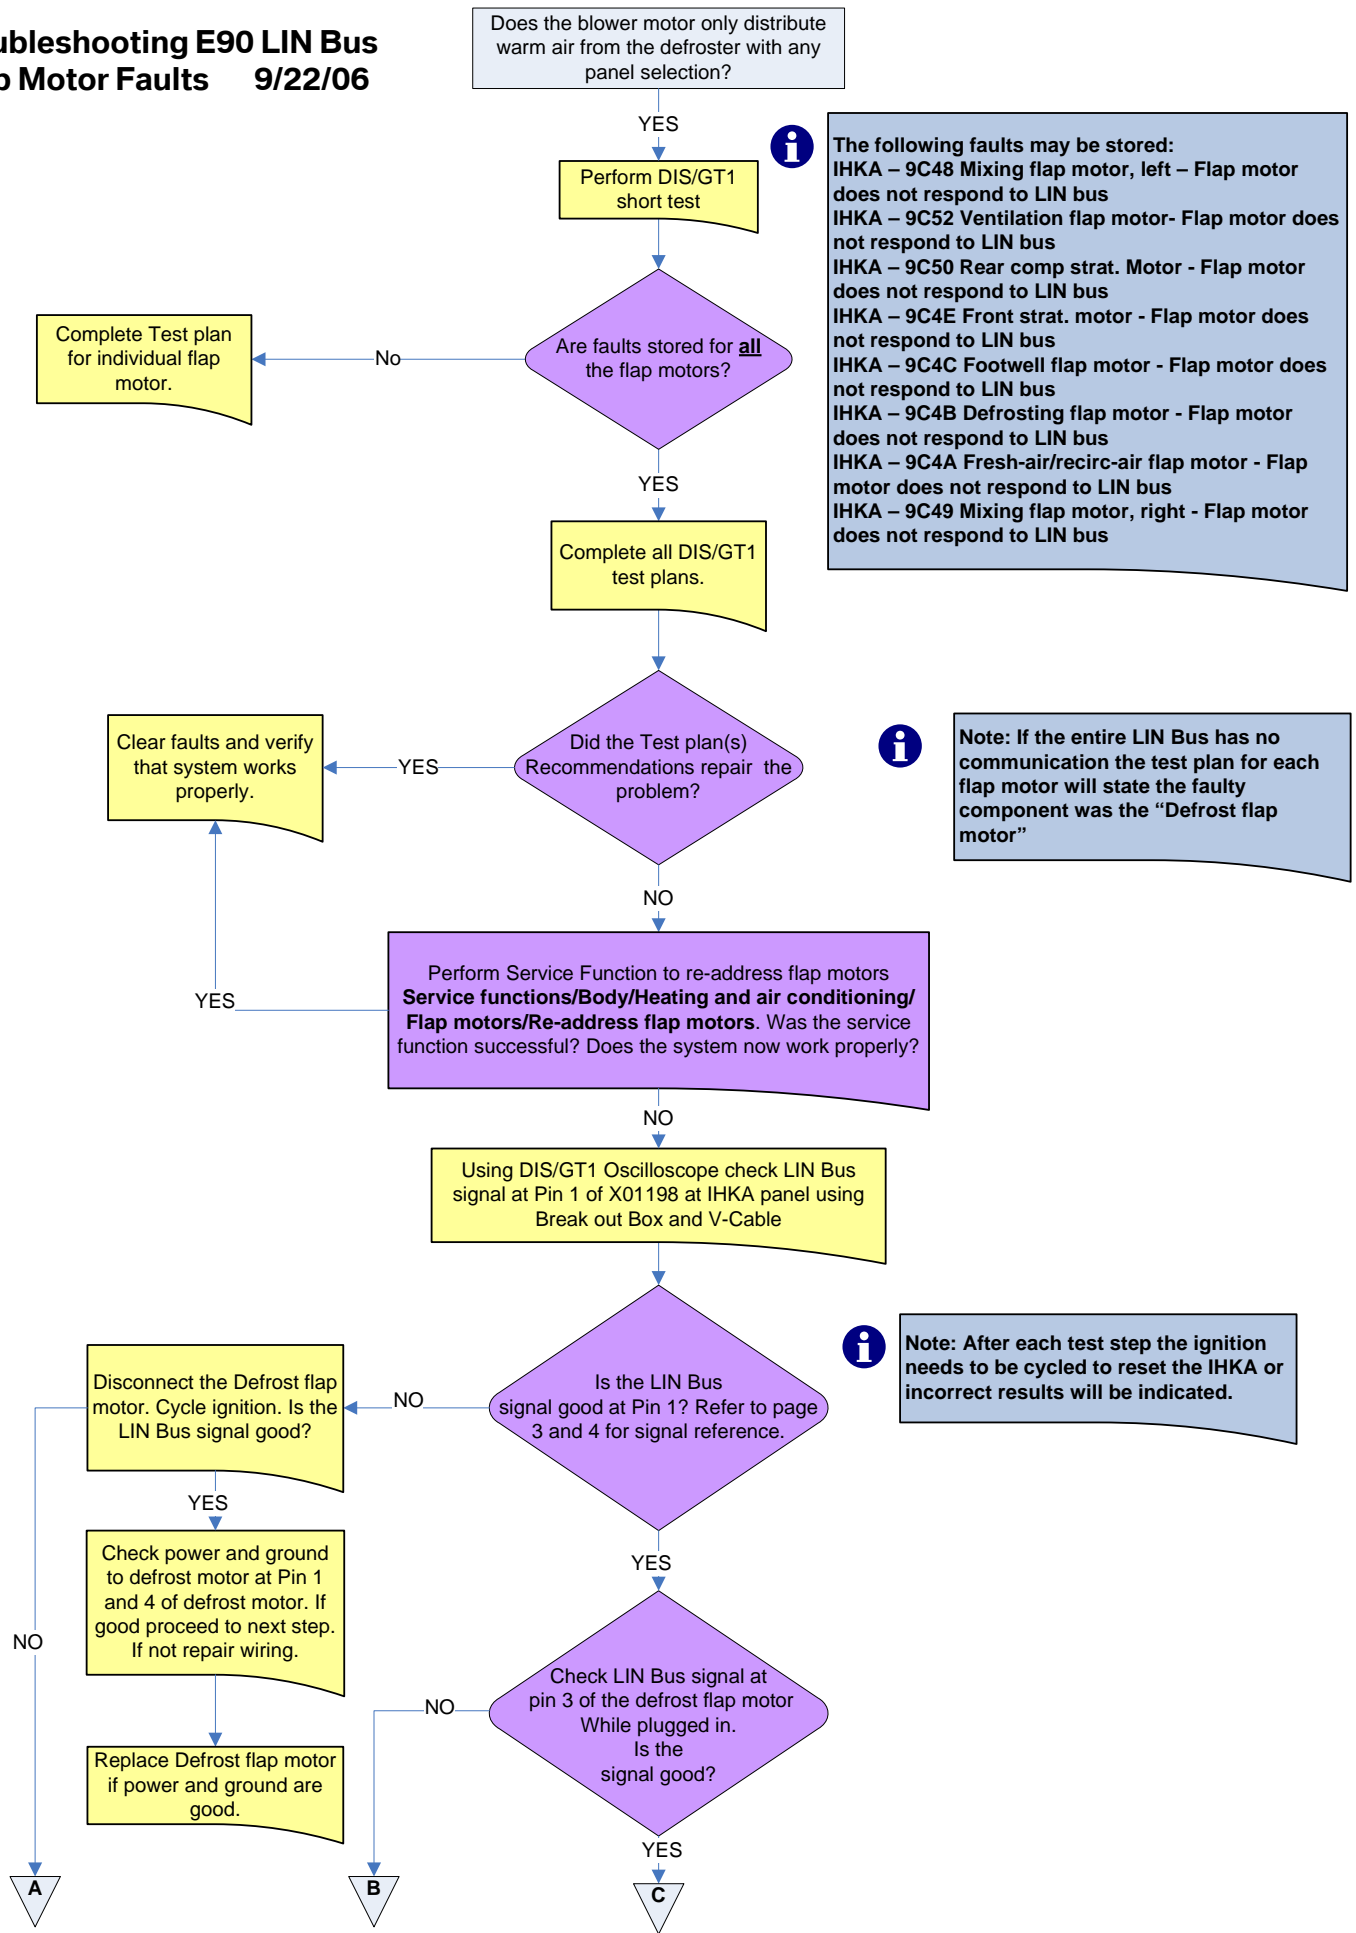 ubleshooting E90 LIN Bus
p Motor Faults 9/22/06
Does the blower motor only distribute
warm air from the defroster with any
panel selection?
YES
Perform DIS/GT1
short test
The following faults may be stored:
IHKA – 9C48 Mixing flap motor, left – Flap motor
does not respond to LIN bus
IHKA – 9C52 Ventilation flap motor- Flap motor does
not respond to LIN bus
IHKA – 9C50 Rear comp strat. Motor - Flap motor
does not respond to LIN bus
IHKA – 9C4E Front strat. motor - Flap motor does
not respond to LIN bus
IHKA – 9C4C Footwell flap motor - Flap motor does
not respond to LIN bus
IHKA – 9C4B Defrosting flap motor - Flap motor
does not respond to LIN bus
IHKA – 9C4A Fresh-air/recirc-air flap motor - Flap
motor does not respond to LIN bus
IHKA – 9C49 Mixing flap motor, right - Flap motor
does not respond to LIN bus
Are faults stored for all
the flap motors?
No
Complete Test plan
for individual flap
motor.
YES
Complete all DIS/GT1
test plans.
Did the Test plan(s)
Recommendations repair the
problem?
YES
Clear faults and verify
that system works
properly.
Note: If the entire LIN Bus has no
communication the test plan for each
flap motor will state the faulty
component was the “Defrost flap
motor”
NO
Perform Service Function to re-address flap motors
Service functions/Body/Heating and air conditioning/
Flap motors/Re-address flap motors. Was the service
function successful? Does the system now work properly?
YES
NO
Using DIS/GT1 Oscilloscope check LIN Bus
signal at Pin 1 of X01198 at IHKA panel using
Break out Box and V-Cable
Is the LIN Bus
signal good at Pin 1? Refer to page
3 and 4 for signal reference.
Note: After each test step the ignition
needs to be cycled to reset the IHKA or
incorrect results will be indicated.
NO
Disconnect the Defrost flap
motor. Cycle ignition. Is the
LIN Bus signal good?
YES
Check power and ground
to defrost motor at Pin 1
and 4 of defrost motor. If
good proceed to next step.
If not repair wiring.
NO
Replace Defrost flap motor
if power and ground are
good.
YES
Check LIN Bus signal at
pin 3 of the defrost flap motor
While plugged in.
Is the
signal good?
NO
YES
A
B
C